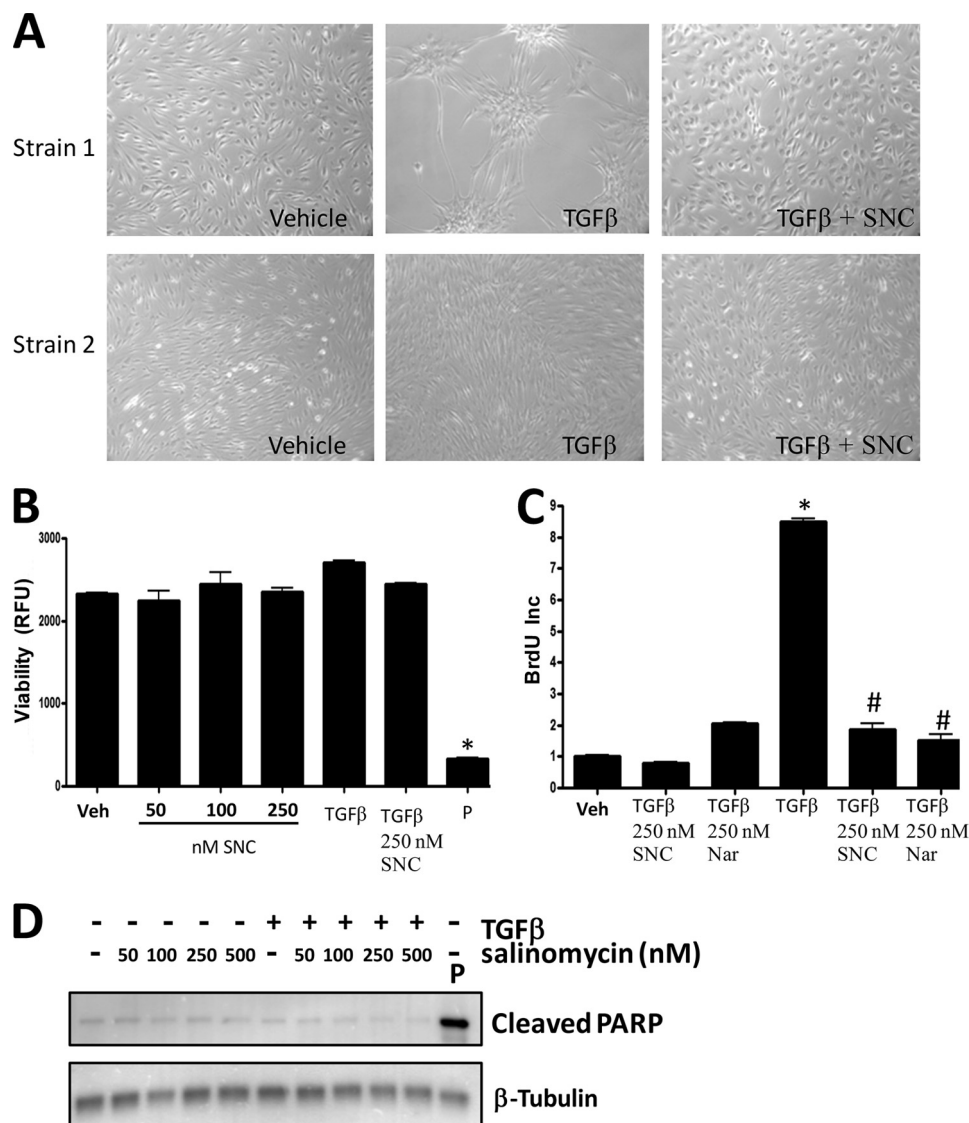 A
Strain 1
Vehicle
TGFβ
TGFβ + SNC
Strain 2
Vehicle
TGFβ
TGFβ + SNC
B
Viability (RFU)
3000
2000
1000
0
Veh
50
100
250
nM SNC
TGFβ
TGFβ
250 nM
SNC
P
*
C
BrdU Inc
9
8
7
6
5
4
3
2
1
0
*
#
#
Veh
TGFβ
250 nM
SNC
TGFβ
250 nM
Nar
TGFβ
TGFβ
250 nM
SNC
TGFβ
250 nM
Nar
D
- - - - - + + + + + - TGFβ
- 50 100 250 500 - 50 100 250 500 - salinomycin (nM)
P
Cleaved PARP
β-Tubulin